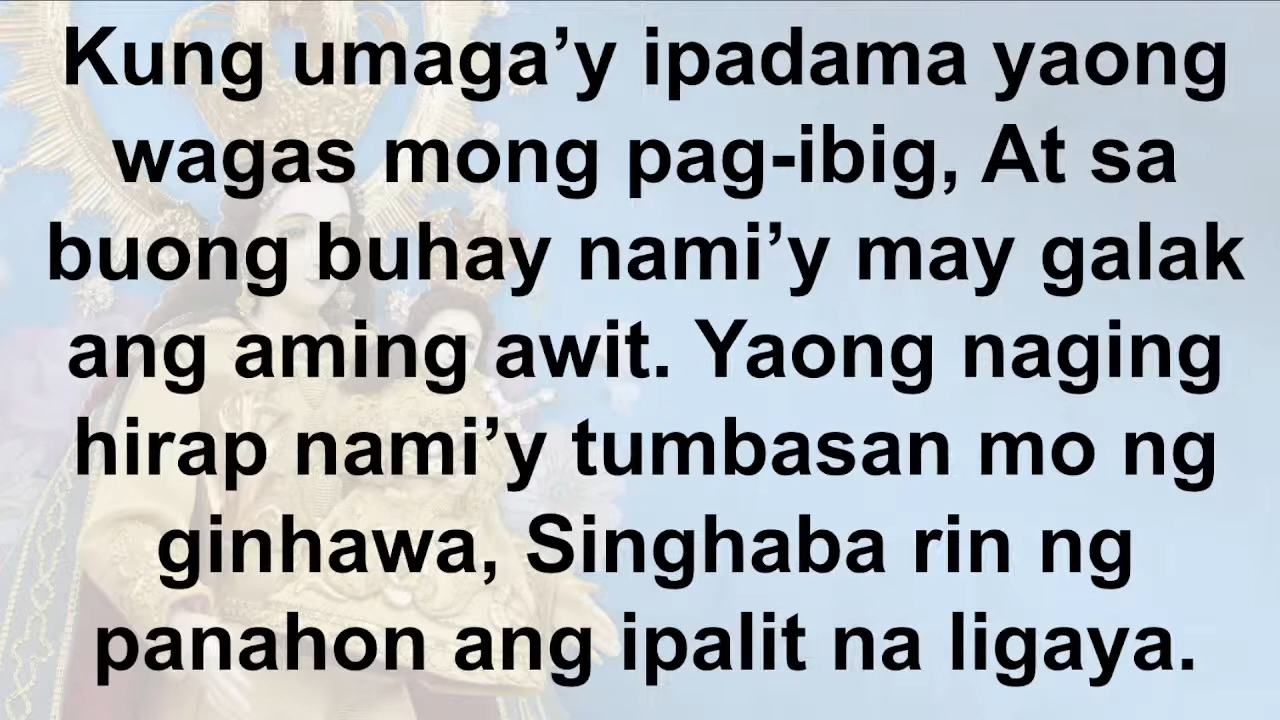 Kung umaga’y ipadama yaong
wagas mong pag-ibig, At sa
buong buhay nami’y may galak
ang aming awit. Yaong naging
hirap nami’y tumbasan mo ng
ginhawa, Singhaba rin ng
panahon ang ipalit na ligaya.